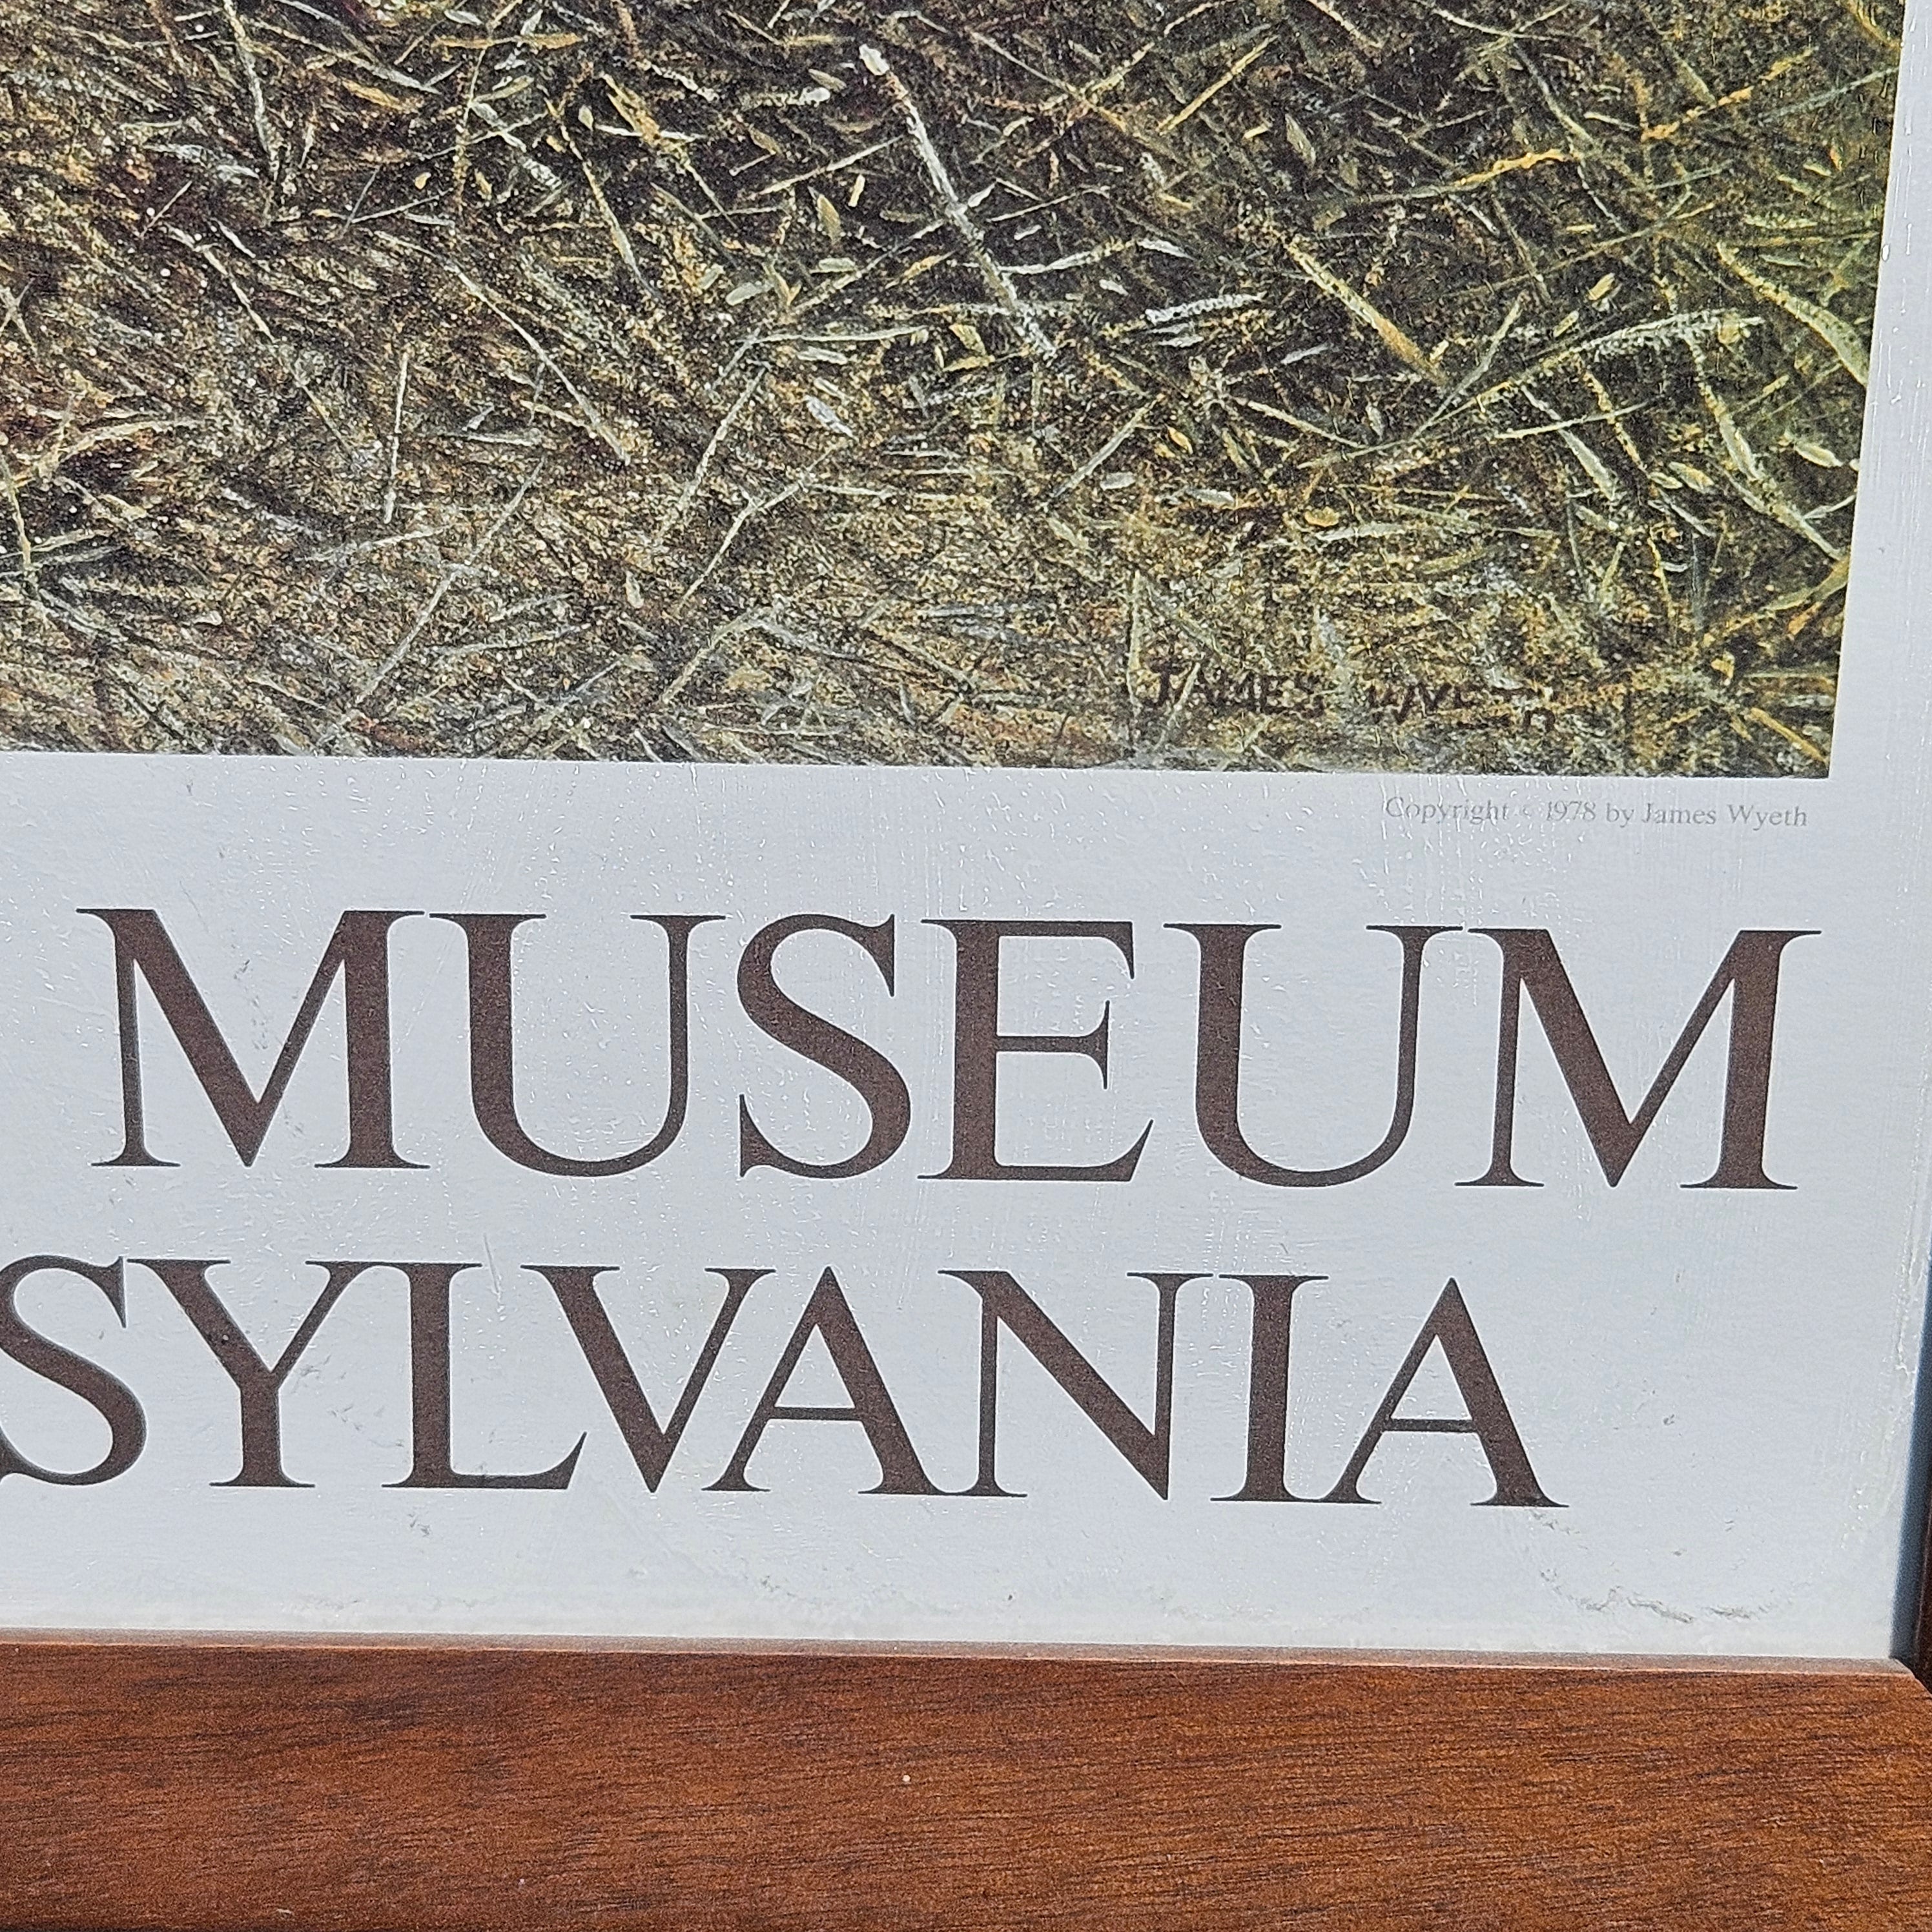 JAMES WYETH
Copyright © 1978 by James Wyeth
MUSEUM
SYLVANIA